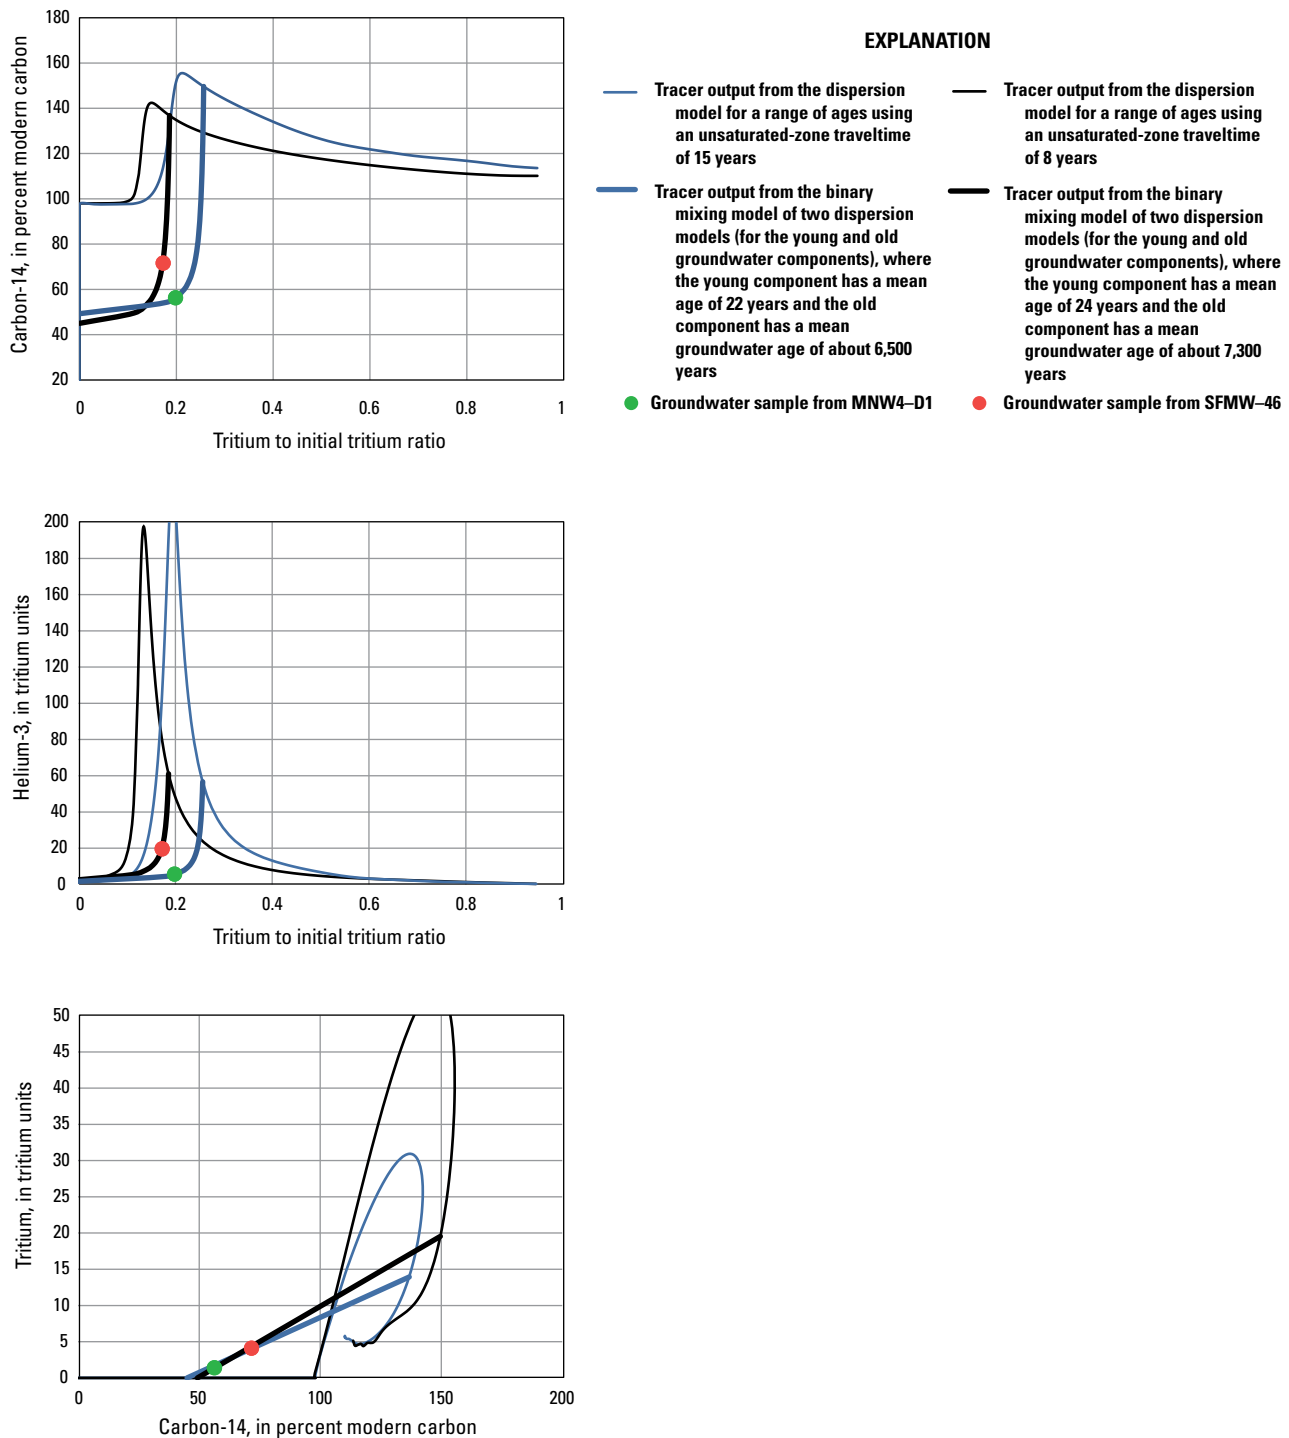 180
160
140
120
100
80
60
40
20
Carbon-14, in percent modern carbon
0
0.2
0.4
0.6
0.8
1
Tritium to initial tritium ratio
EXPLANATION
Tracer output from the dispersion
model for a range of ages using
an unsaturated-zone traveltime
of 15 years
Tracer output from the binary
mixing model of two dispersion
models (for the young and old
groundwater components), where
the young component has a mean
age of 22 years and the old
component has a mean
groundwater age of about 6,500
years
Groundwater sample from MNW4–D1
Tracer output from the dispersion
model for a range of ages using
an unsaturated-zone traveltime
of 8 years
Tracer output from the binary
mixing model of two dispersion
models (for the young and old
groundwater components), where
the young component has a mean
age of 24 years and the old
component has a mean
groundwater age of about 7,300
years
Groundwater sample from SFMW–46
200
180
160
140
120
100
80
60
40
20
0
Helium-3, in tritium units
0
0.2
0.4
0.6
0.8
1
Tritium to initial tritium ratio
50
45
40
35
30
25
20
15
10
5
0
Tritium, in tritium units
0
50
100
150
200
Carbon-14, in percent modern carbon